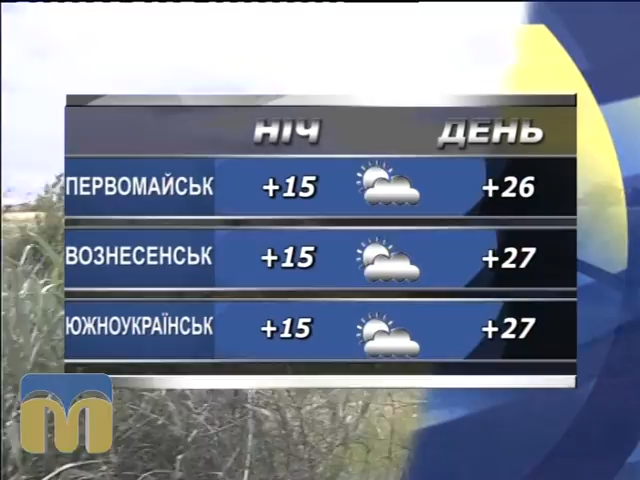 НІЧ ДЕНЬ
ПЕРВОМАЙСЬК +15 +26
ВОЗНЕСЕНСЬК +15 +27
ЮЖНОУКРАЇНСЬК +15 +27
М